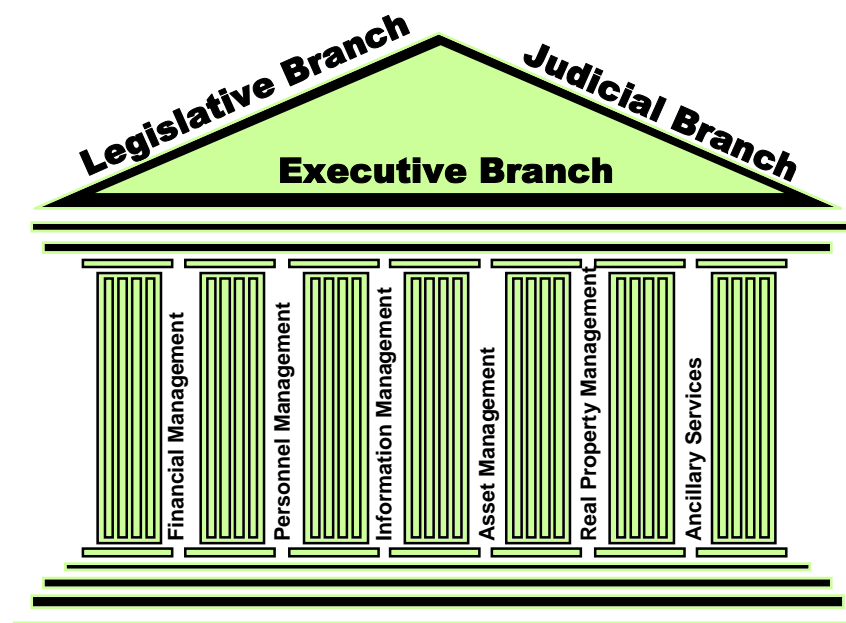 Legislative Branch
Judicial Branch
Executive Branch
Financial Management
Personnel Management
Information Management
Asset Management
Real Property Management
Ancillary Services